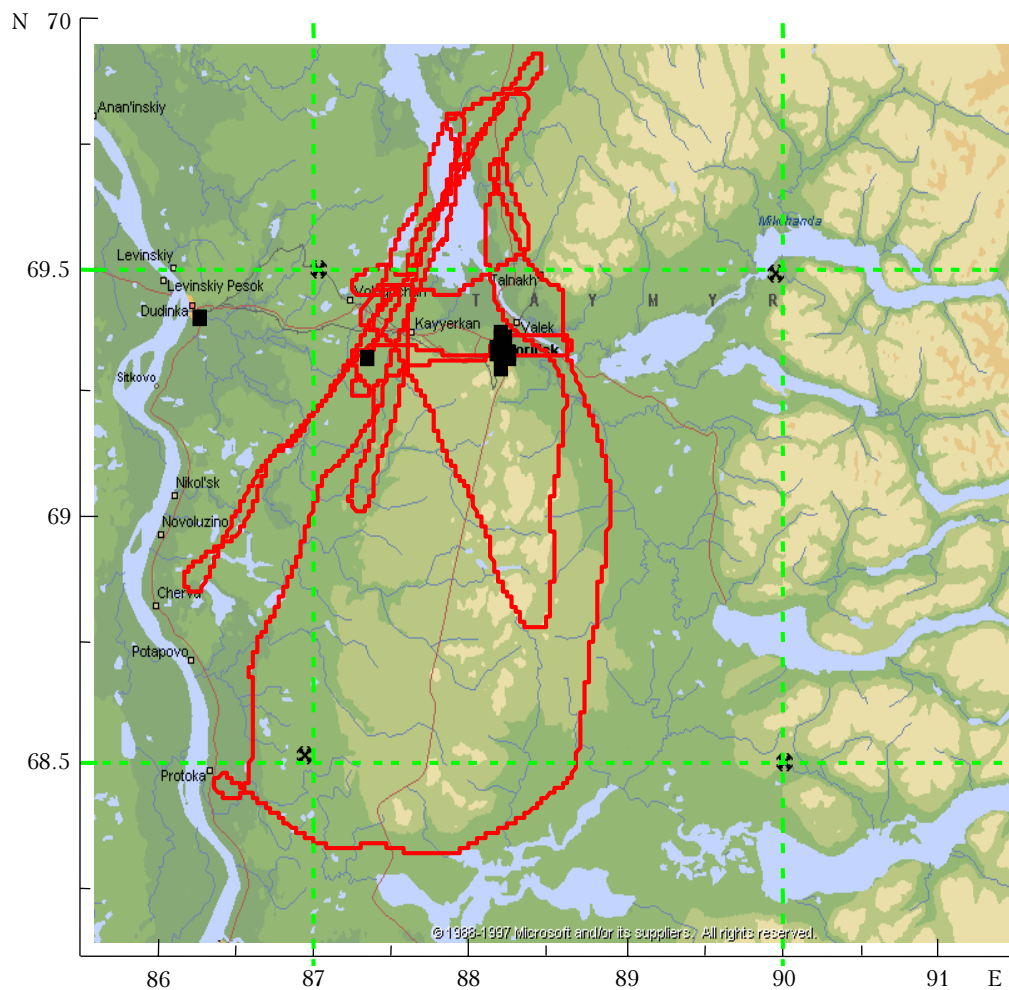 N 70
Anan'inskiy
Mikchanda
Levinskiy
69.5
Levinskiy Pesok
Talnakh
Dudinka
T A Y M Y R
Kayyerkan
Valek
Sitkovo
Nikol'sk
69
Novoluzino
Cherva
Potapovo
68.5
Protoka
© 1988-1997 Microsoft and/or its suppliers. All rights reserved.
86 87 88 89 90 91 E